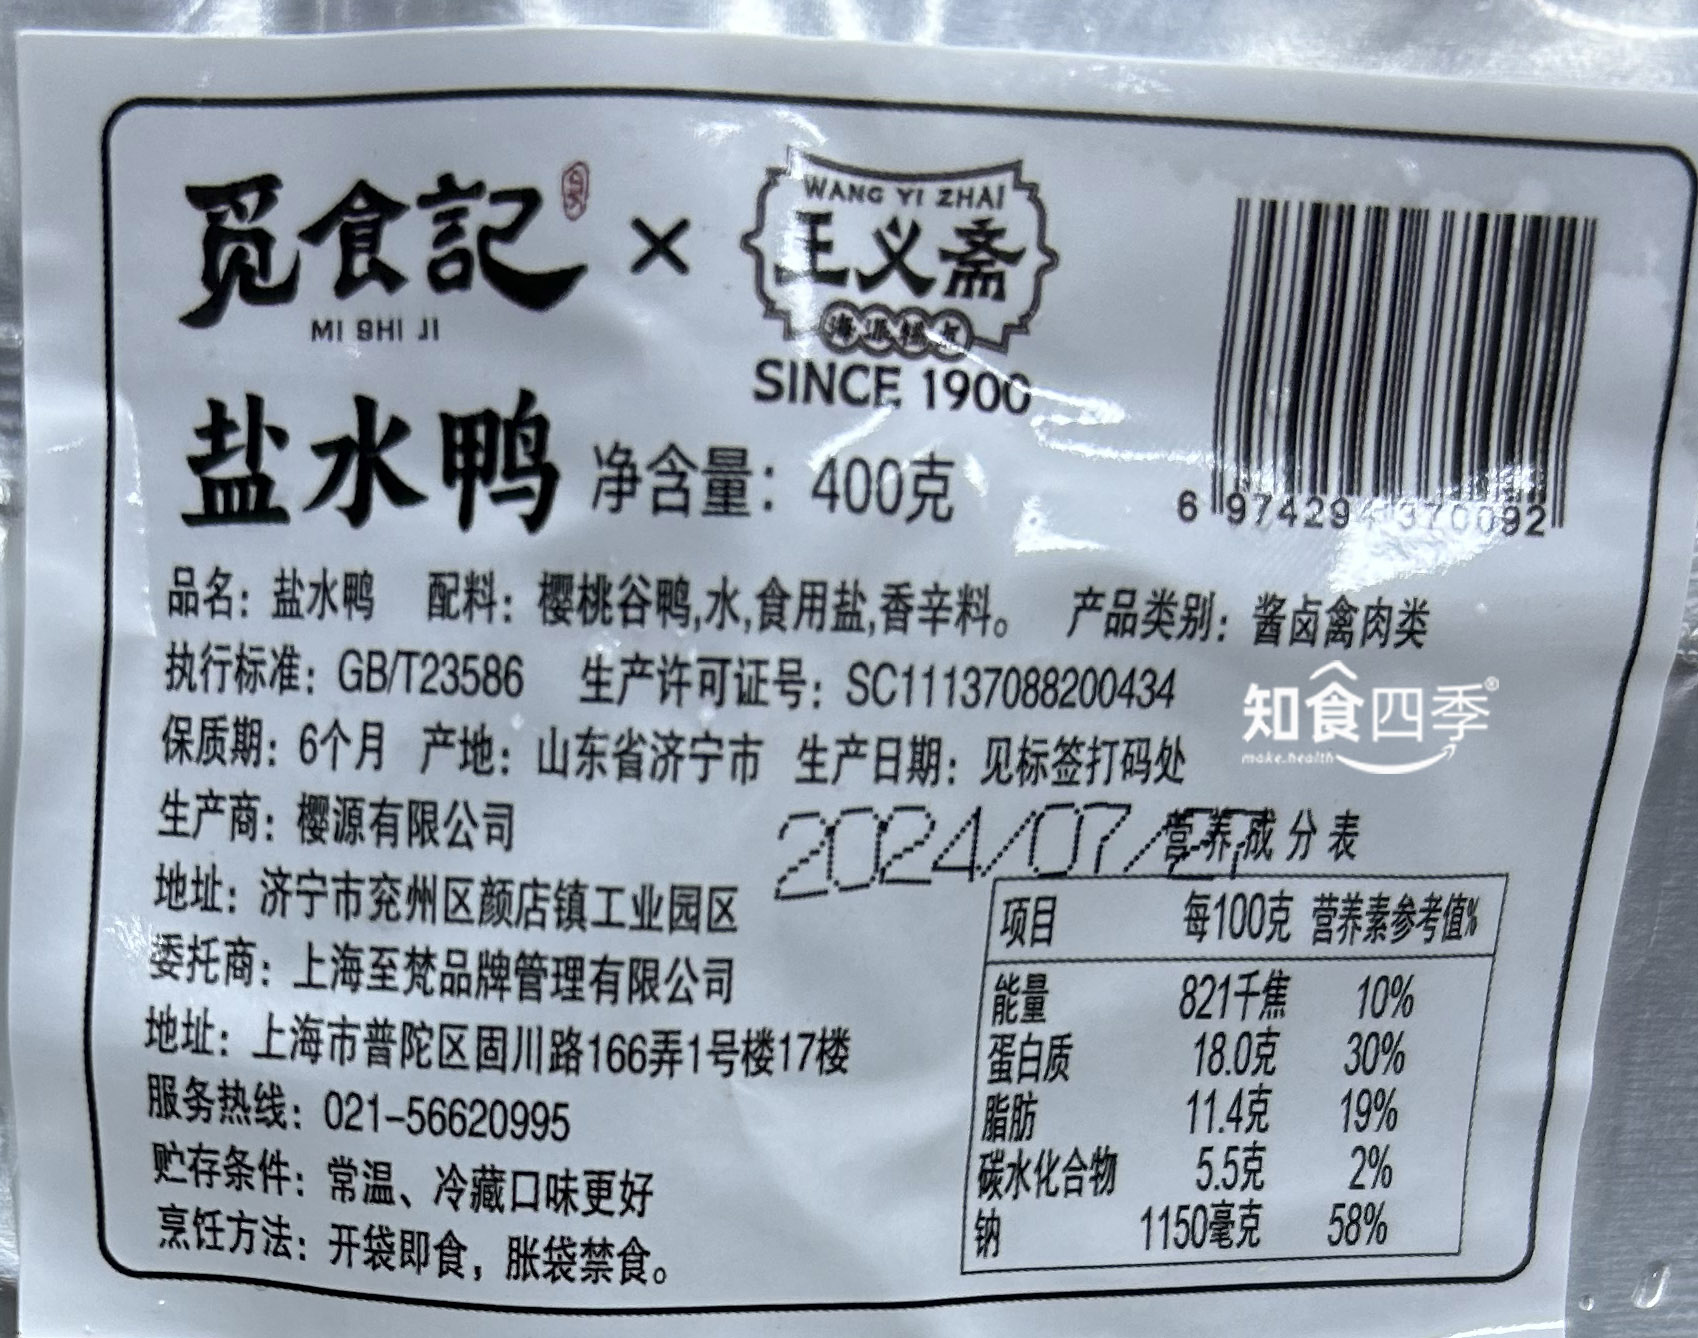 觅食記
MI SHI JI
×
WANG YI ZHAI
王义斋
SINCE 1900
盐水鸭 净含量：400克
6 974294 370092
品名：盐水鸭 配料：樱桃谷鸭,水,食用盐,香辛料。 产品类别：酱卤禽肉类
执行标准：GB/T23586 生产许可证号：SC11137088200434
保质期：6个月 产地：山东省济宁市 生产日期：见标签打码处
知食四季®
make.health
生产商：樱源有限公司
2024/07/27
地址：济宁市兖州区颜店镇工业园区
委托商：上海至梵品牌管理有限公司
地址：上海市普陀区固川路166弄1号楼17楼
服务热线：021-56620995
贮存条件：常温、冷藏口味更好
烹饪方法：开袋即食，胀袋禁食。
营养成分表
项目 每100克 营养素参考值%
能量 821千焦 10%
蛋白质 18.0克 30%
脂肪 11.4克 19%
碳水化合物 5.5克 2%
钠 1150毫克 58%